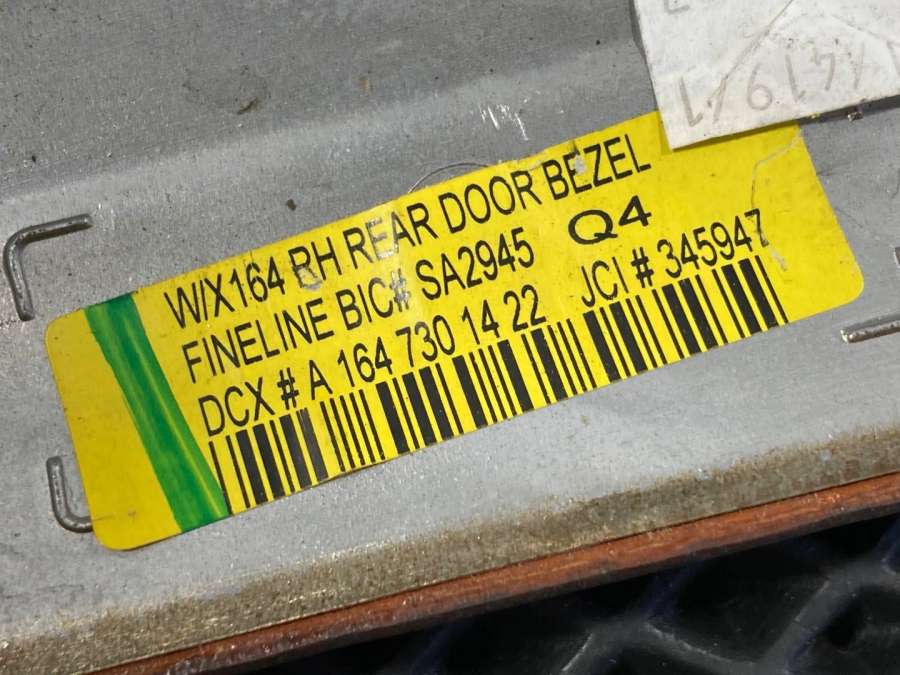 W/X164 RH REAR DOOR BEZEL
FINELINE BIC# SA2945 Q4
DCX # A 164 730 14 22 JCI # 345947